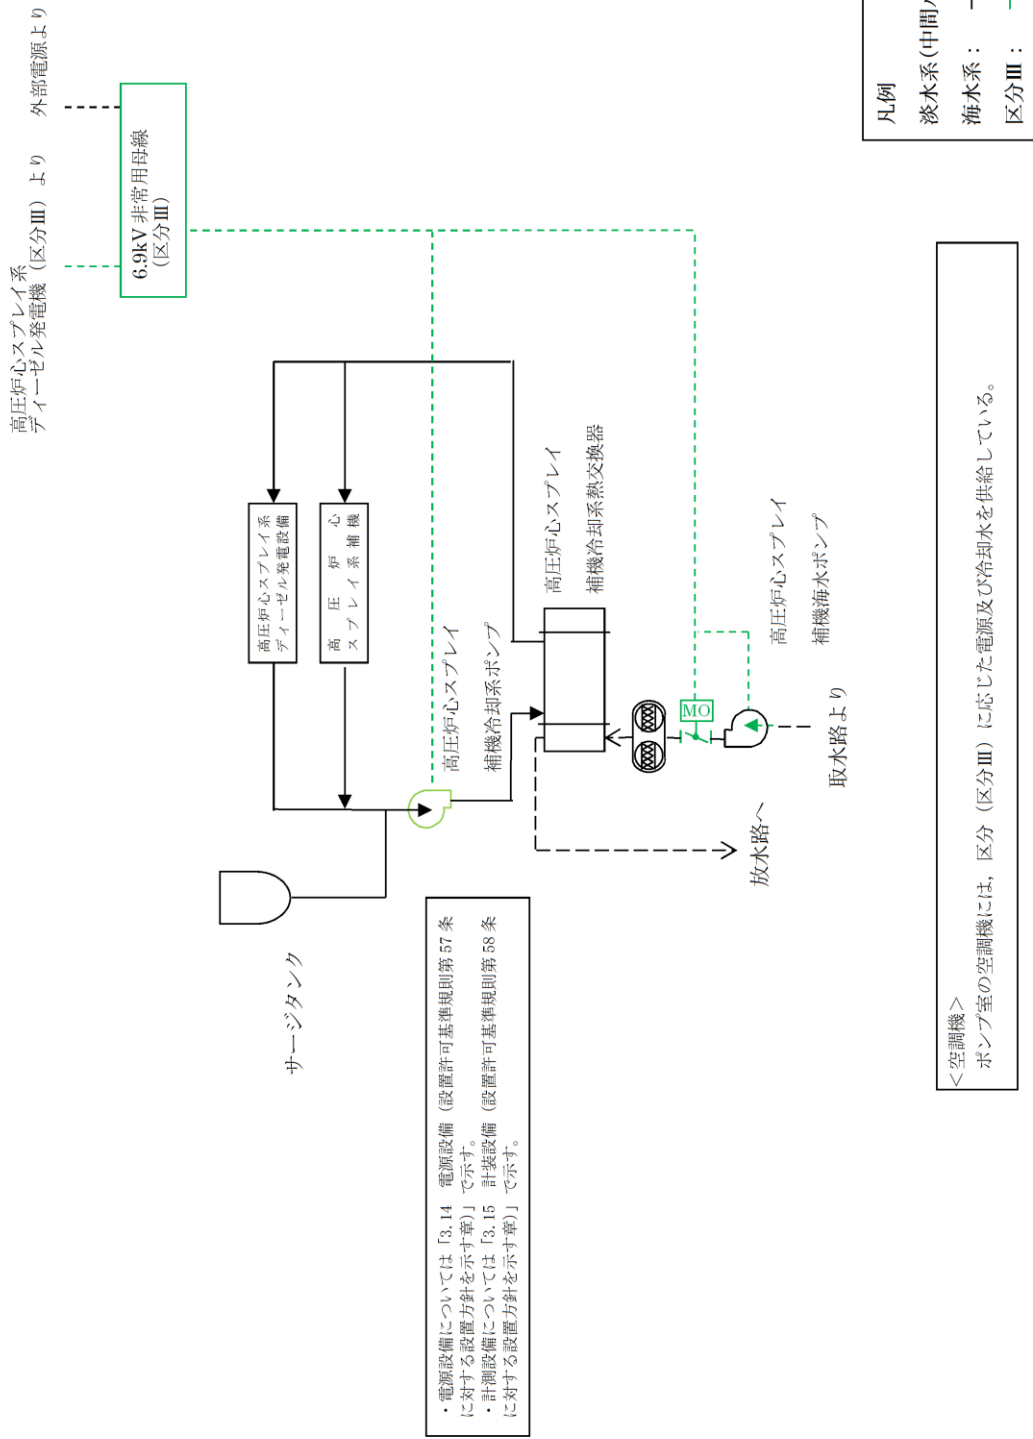 サージタンク
高圧炉心スプレイ系
ディーゼル発電設備
高圧炉心
スプレイ系補機
高圧炉心スプレイ系
ディーゼル発電機（区分Ⅲ）より
外部電源より
6.9kV 非常用母線
（区分Ⅲ）
高圧炉心スプレイ
補機冷却系ポンプ
高圧炉心スプレイ
補機冷却系熱交換器
MO
高圧炉心スプレイ
補機海水ポンプ
取水路より
放水路へ
・電源設備については「3.14　電源設備（設置許可基準規則第57条
に対する設置方針を示す章）」で示す。
・計測設備については「3.15　計装設備（設置許可基準規則第58条
に対する設置方針を示す章）」で示す。
凡例
淡水系(中間
海水系：
区分Ⅲ：
＜空調機＞
ポンプ室の空調機には，区分（区分Ⅲ）に応じた電源及び冷却水を供給している。